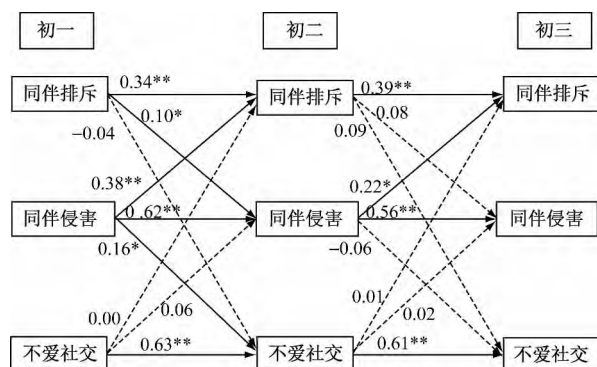 初一
初二
初三
同伴排斥
0.34**
同伴排斥
0.39**
同伴排斥
0.10*
0.08
-0.04
0.09
0.38**
0.22*
同伴侵害
0.62**
同伴侵害
0.56**
同伴侵害
0.16*
-0.06
0.00
0.06
0.01
0.02
不爱社交
0.63**
不爱社交
0.61**
不爱社交